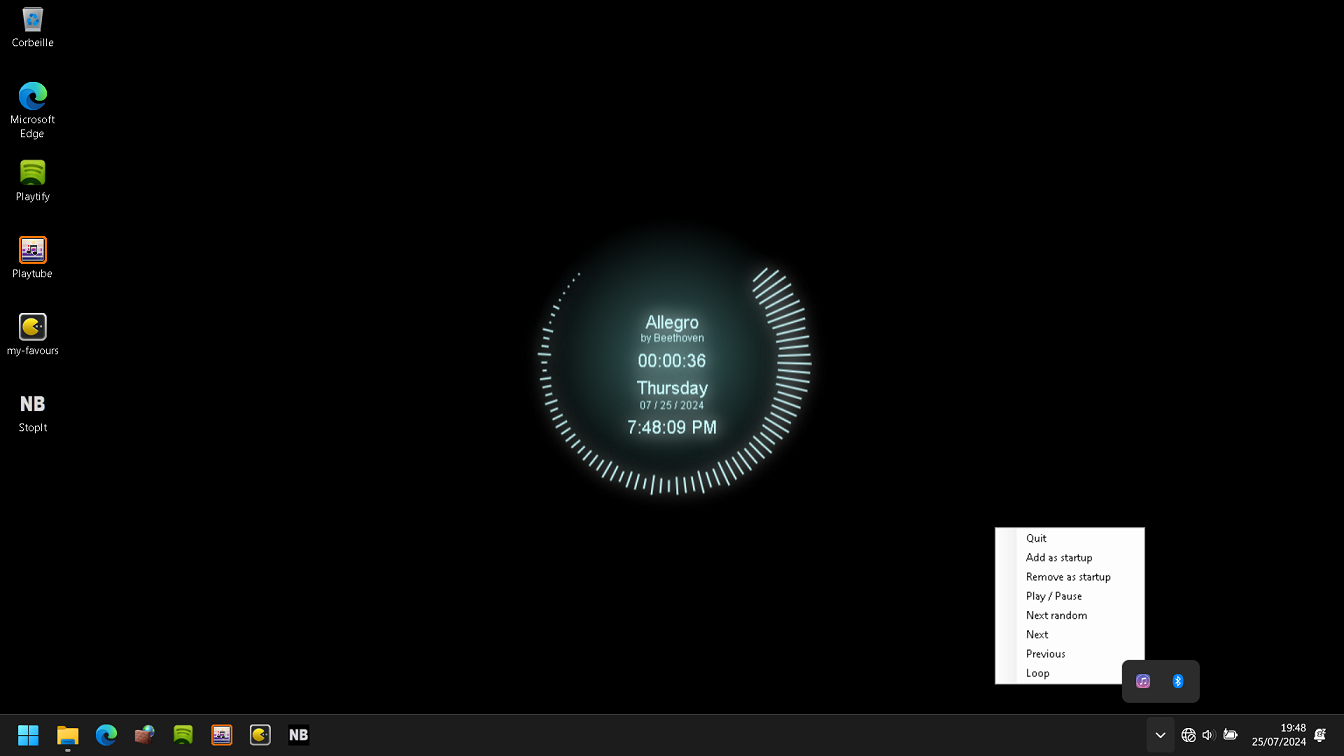 Corbeille
Microsoft
Edge
Playtify
Playtube
my-favours
NB
StopIt
Allegro
by Beethoven
00:00:36
Thursday
07 / 25 / 2024
7:48:09 PM
Quit
Add as startup
Remove as startup
Play / Pause
Next random
Next
Previous
Loop
NB
19:48
25/07/2024